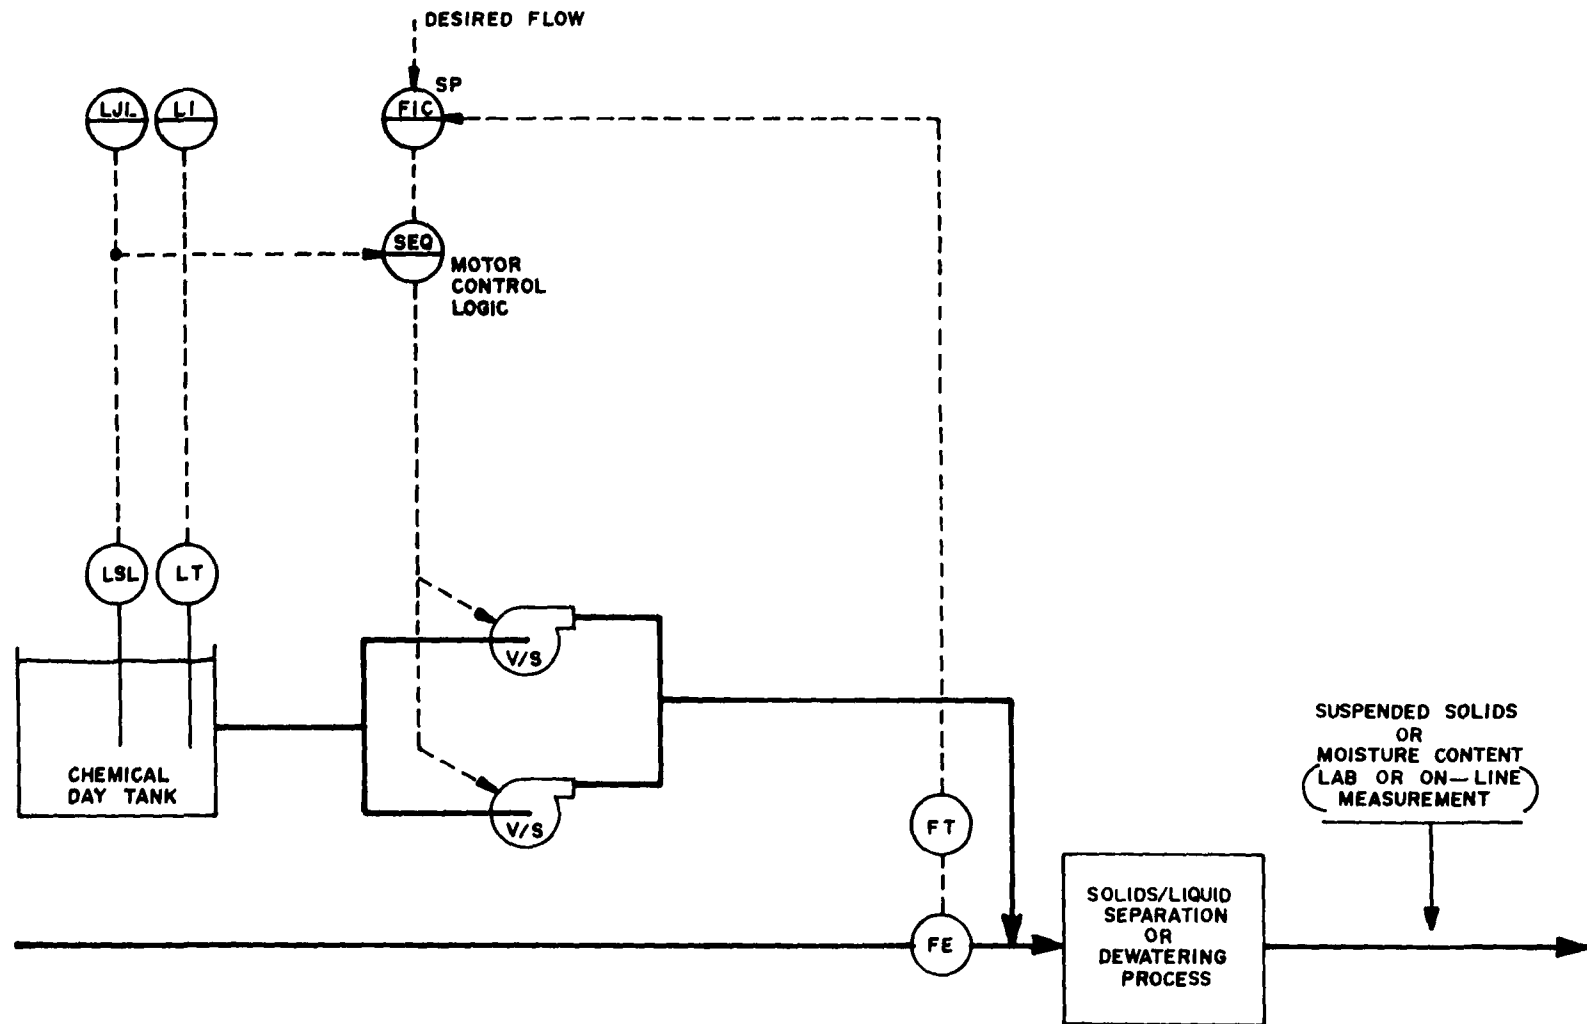 DESIRED FLOW
SP
LJL
LI
FIC
SEQ
MOTOR
CONTROL
LOGIC
LSL
LT
V/S
CHEMICAL
DAY TANK
V/S
FT
FE
SOLIDS/LIQUID
SEPARATION
OR
DEWATERING
PROCESS
SUSPENDED SOLIDS
OR
MOISTURE CONTENT
(LAB OR ON-LINE
MEASUREMENT)